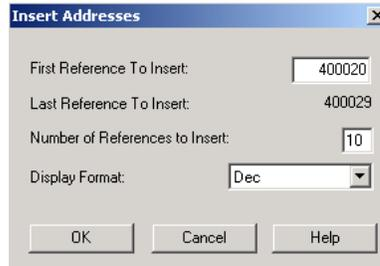 Insert Addresses
First Reference To Insert: 400020
Last Reference To Insert: 400029
Number of References to Insert: 10
Display Format: Dec
OK Cancel Help